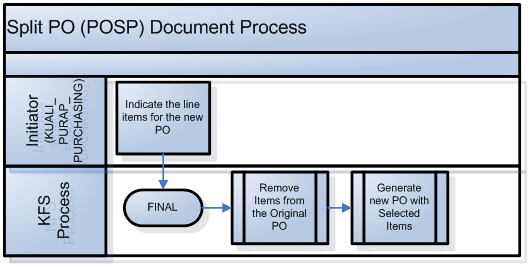 Split PO (POSP) Document Process
Initiator
(KUALI_
PURAP_
PURCHASING)
Indicate the line
items for the new
PO
KFS
Process
FINAL
Remove
Items from
the Original
PO
Generate
new PO with
Selected
Items